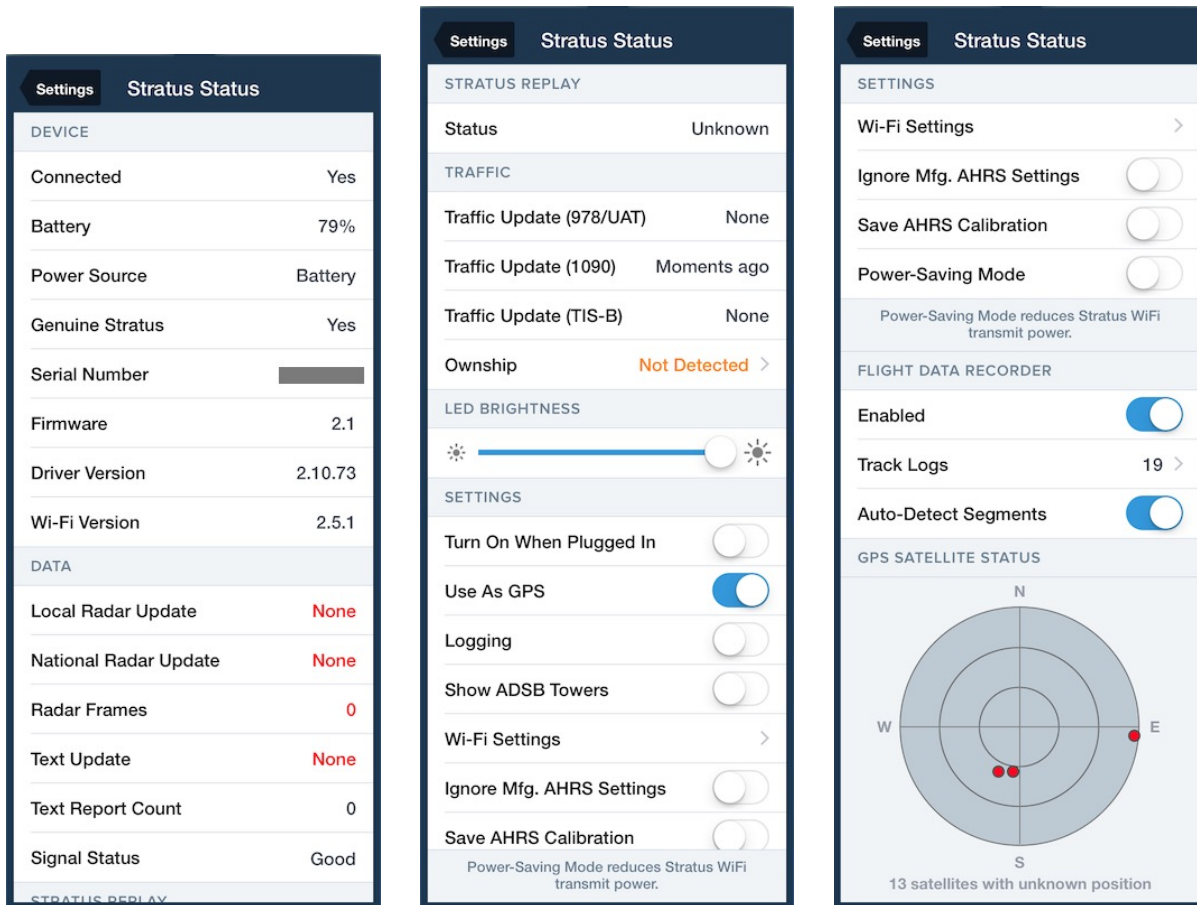 Settings Stratus Status
DEVICE
Connected Yes
Battery 79%
Power Source Battery
Genuine Stratus Yes
Serial Number
Firmware 2.1
Driver Version 2.10.73
Wi-Fi Version 2.5.1
DATA
Local Radar Update None
National Radar Update None
Radar Frames 0
Text Update None
Text Report Count 0
Signal Status Good
STRATUS REPLAY
Settings Stratus Status
STRATUS REPLAY
Status Unknown
TRAFFIC
Traffic Update (978/UAT) None
Traffic Update (1090) Moments ago
Traffic Update (TIS-B) None
Ownship Not Detected
LED BRIGHTNESS
SETTINGS
Turn On When Plugged In
Use As GPS
Logging
Show ADSB Towers
Wi-Fi Settings
Ignore Mfg. AHRS Settings
Save AHRS Calibration
Power-Saving Mode reduces Stratus WiFi
transmit power.
Settings Stratus Status
SETTINGS
Wi-Fi Settings
Ignore Mfg. AHRS Settings
Save AHRS Calibration
Power-Saving Mode
Power-Saving Mode reduces Stratus WiFi
transmit power.
FLIGHT DATA RECORDER
Enabled
Track Logs 19
Auto-Detect Segments
GPS SATELLITE STATUS
N
W E
S
13 satellites with unknown position